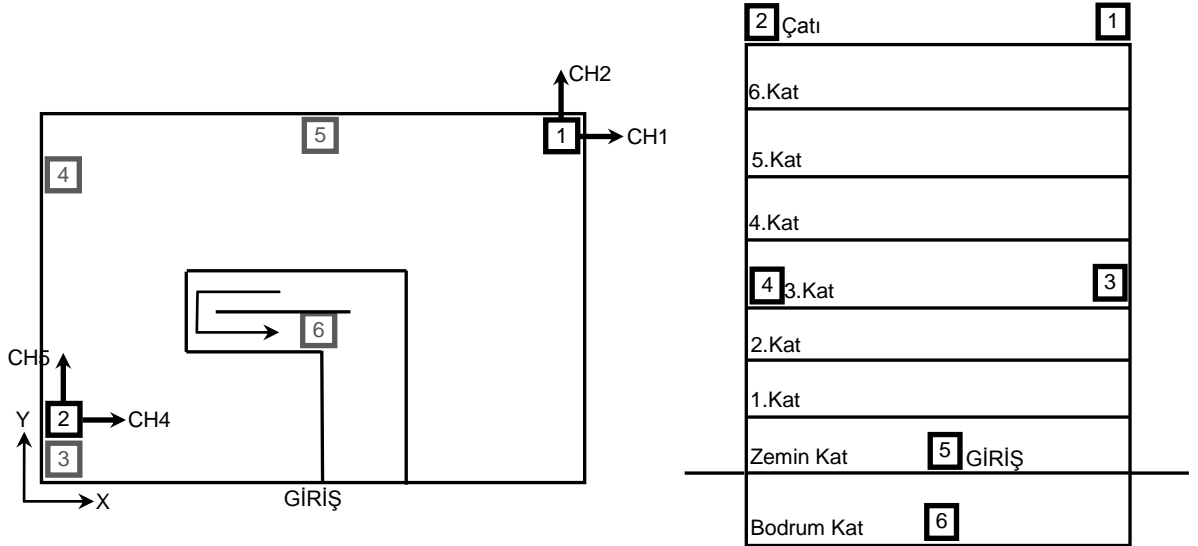 CH2
5
1
CH1
4
6
CH5
2
CH4
Y
3
X
GİRİŞ
2 Çatı 1
6.Kat
5.Kat
4.Kat
4 3.Kat 3
2.Kat
1.Kat
Zemin Kat 5 GİRİŞ
Bodrum Kat 6